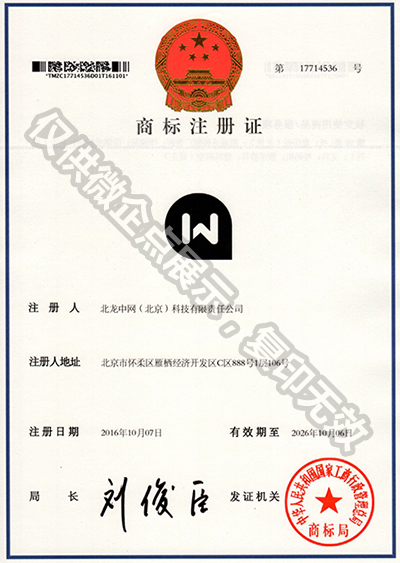 第 17714536 号
*TMZC17714536D01T161101*
商标注册证
W
注册人 北龙中网（北京）科技有限责任公司
注册人地址 北京市怀柔区雁栖经济开发区C区888号1层106号
注册日期 2016年10月07日 有效期至 2026年10月06日
局长 刘俊臣 发证机关
中华人民共和国国家工商行政管理总局
商标局
仅供微企点展示，复印无效